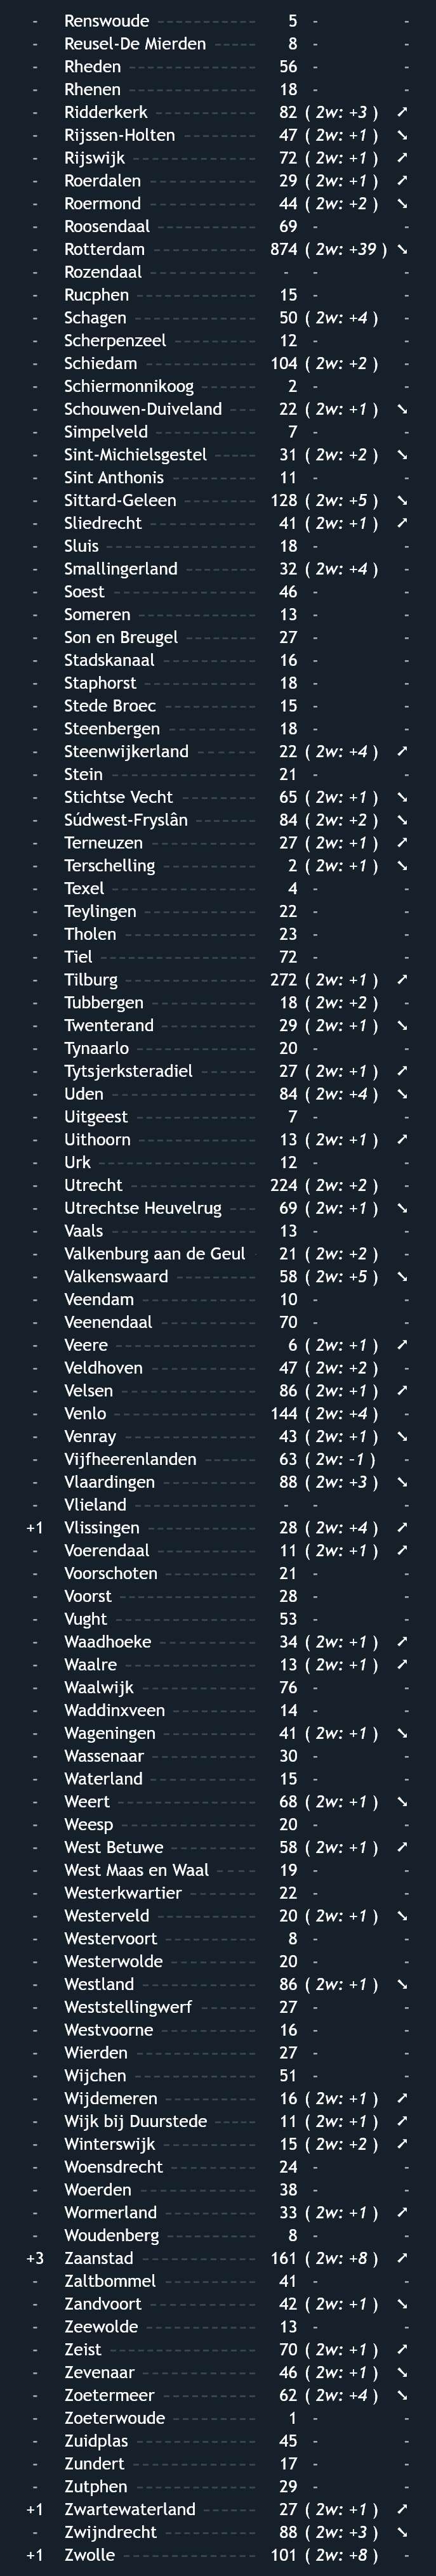 - Renswoude 5 - -
- Reusel-De Mierden 8 - -
- Rheden 56 - -
- Rhenen 18 - -
- Ridderkerk 82 ( 2w: +3 ) ➚
- Rijssen-Holten 47 ( 2w: +1 ) ➘
- Rijswijk 72 ( 2w: +1 ) ➚
- Roerdalen 29 ( 2w: +1 ) ➚
- Roermond 44 ( 2w: +2 ) ➘
- Roosendaal 69 - -
- Rotterdam 874 ( 2w: +39 ) ➘
- Rozendaal - - -
- Rucphen 15 - -
- Schagen 50 ( 2w: +4 ) -
- Scherpenzeel 12 - -
- Schiedam 104 ( 2w: +2 ) -
- Schiermonnikoog 2 - -
- Schouwen-Duiveland 22 ( 2w: +1 ) ➘
- Simpelveld 7 - -
- Sint-Michielsgestel 31 ( 2w: +2 ) ➘
- Sint Anthonis 11 - -
- Sittard-Geleen 128 ( 2w: +5 ) ➘
- Sliedrecht 41 ( 2w: +1 ) ➚
- Sluis 18 - -
- Smallingerland 32 ( 2w: +4 ) -
- Soest 46 - -
- Someren 13 - -
- Son en Breugel 27 - -
- Stadskanaal 16 - -
- Staphorst 18 - -
- Stede Broec 15 - -
- Steenbergen 18 - -
- Steenwijkerland 22 ( 2w: +4 ) ➚
- Stein 21 - -
- Stichtse Vecht 65 ( 2w: +1 ) ➘
- Súdwest-Fryslân 84 ( 2w: +2 ) ➘
- Terneuzen 27 ( 2w: +1 ) ➚
- Terschelling 2 ( 2w: +1 ) ➘
- Texel 4 - -
- Teylingen 22 - -
- Tholen 23 - -
- Tiel 72 - -
- Tilburg 272 ( 2w: +1 ) ➚
- Tubbergen 18 ( 2w: +2 ) -
- Twenterand 29 ( 2w: +1 ) ➘
- Tynaarlo 20 - -
- Tytsjerksteradiel 27 ( 2w: +1 ) ➚
- Uden 84 ( 2w: +4 ) ➘
- Uitgeest 7 - -
- Uithoorn 13 ( 2w: +1 ) ➚
- Urk 12 - -
- Utrecht 224 ( 2w: +2 ) -
- Utrechtse Heuvelrug 69 ( 2w: +1 ) ➘
- Vaals 13 - -
- Valkenburg aan de Geul 21 ( 2w: +2 ) -
- Valkenswaard 58 ( 2w: +5 ) ➘
- Veendam 10 - -
- Veenendaal 70 - -
- Veere 6 ( 2w: +1 ) ➚
- Veldhoven 47 ( 2w: +2 ) -
- Velsen 86 ( 2w: +1 ) ➚
- Venlo 144 ( 2w: +4 ) -
- Venray 43 ( 2w: +1 ) ➘
- Vijfheerenlanden 63 ( 2w: -1 ) -
- Vlaardingen 88 ( 2w: +3 ) ➘
- Vlieland - - -
+1 Vlissingen 28 ( 2w: +4 ) ➚
- Voerendaal 11 ( 2w: +1 ) ➚
- Voorschoten 21 - -
- Voorst 28 - -
- Vught 53 - -
- Waadhoeke 34 ( 2w: +1 ) ➚
- Waalre 13 ( 2w: +1 ) ➚
- Waalwijk 76 - -
- Waddinxveen 14 - -
- Wageningen 41 ( 2w: +1 ) ➘
- Wassenaar 30 - -
- Waterland 15 - -
- Weert 68 ( 2w: +1 ) ➘
- Weesp 20 - -
- West Betuwe 58 ( 2w: +1 ) ➚
- West Maas en Waal 19 - -
- Westerkwartier 22 - -
- Westerveld 20 ( 2w: +1 ) ➘
- Westervoort 8 - -
- Westerwolde 20 - -
- Westland 86 ( 2w: +1 ) ➘
- Weststellingwerf 27 - -
- Westvoorne 16 - -
- Wierden 27 - -
- Wijchen 51 - -
- Wijdemeren 16 ( 2w: +1 ) ➚
- Wijk bij Duurstede 11 ( 2w: +1 ) ➚
- Winterswijk 15 ( 2w: +2 ) ➚
- Woensdrecht 24 - -
- Woerden 38 - -
- Wormerland 33 ( 2w: +1 ) ➚
- Woudenberg 8 - -
+3 Zaanstad 161 ( 2w: +8 ) ➚
- Zaltbommel 41 - -
- Zandvoort 42 ( 2w: +1 ) ➘
- Zeewolde 13 - -
- Zeist 70 ( 2w: +1 ) ➚
- Zevenaar 46 ( 2w: +1 ) ➘
- Zoetermeer 62 ( 2w: +4 ) ➘
- Zoeterwoude 1 - -
- Zuidplas 45 - -
- Zundert 17 - -
- Zutphen 29 - -
+1 Zwartewaterland 27 ( 2w: +1 ) ➚
- Zwijndrecht 88 ( 2w: +3 ) ➘
+1 Zwolle 101 ( 2w: +8 ) -